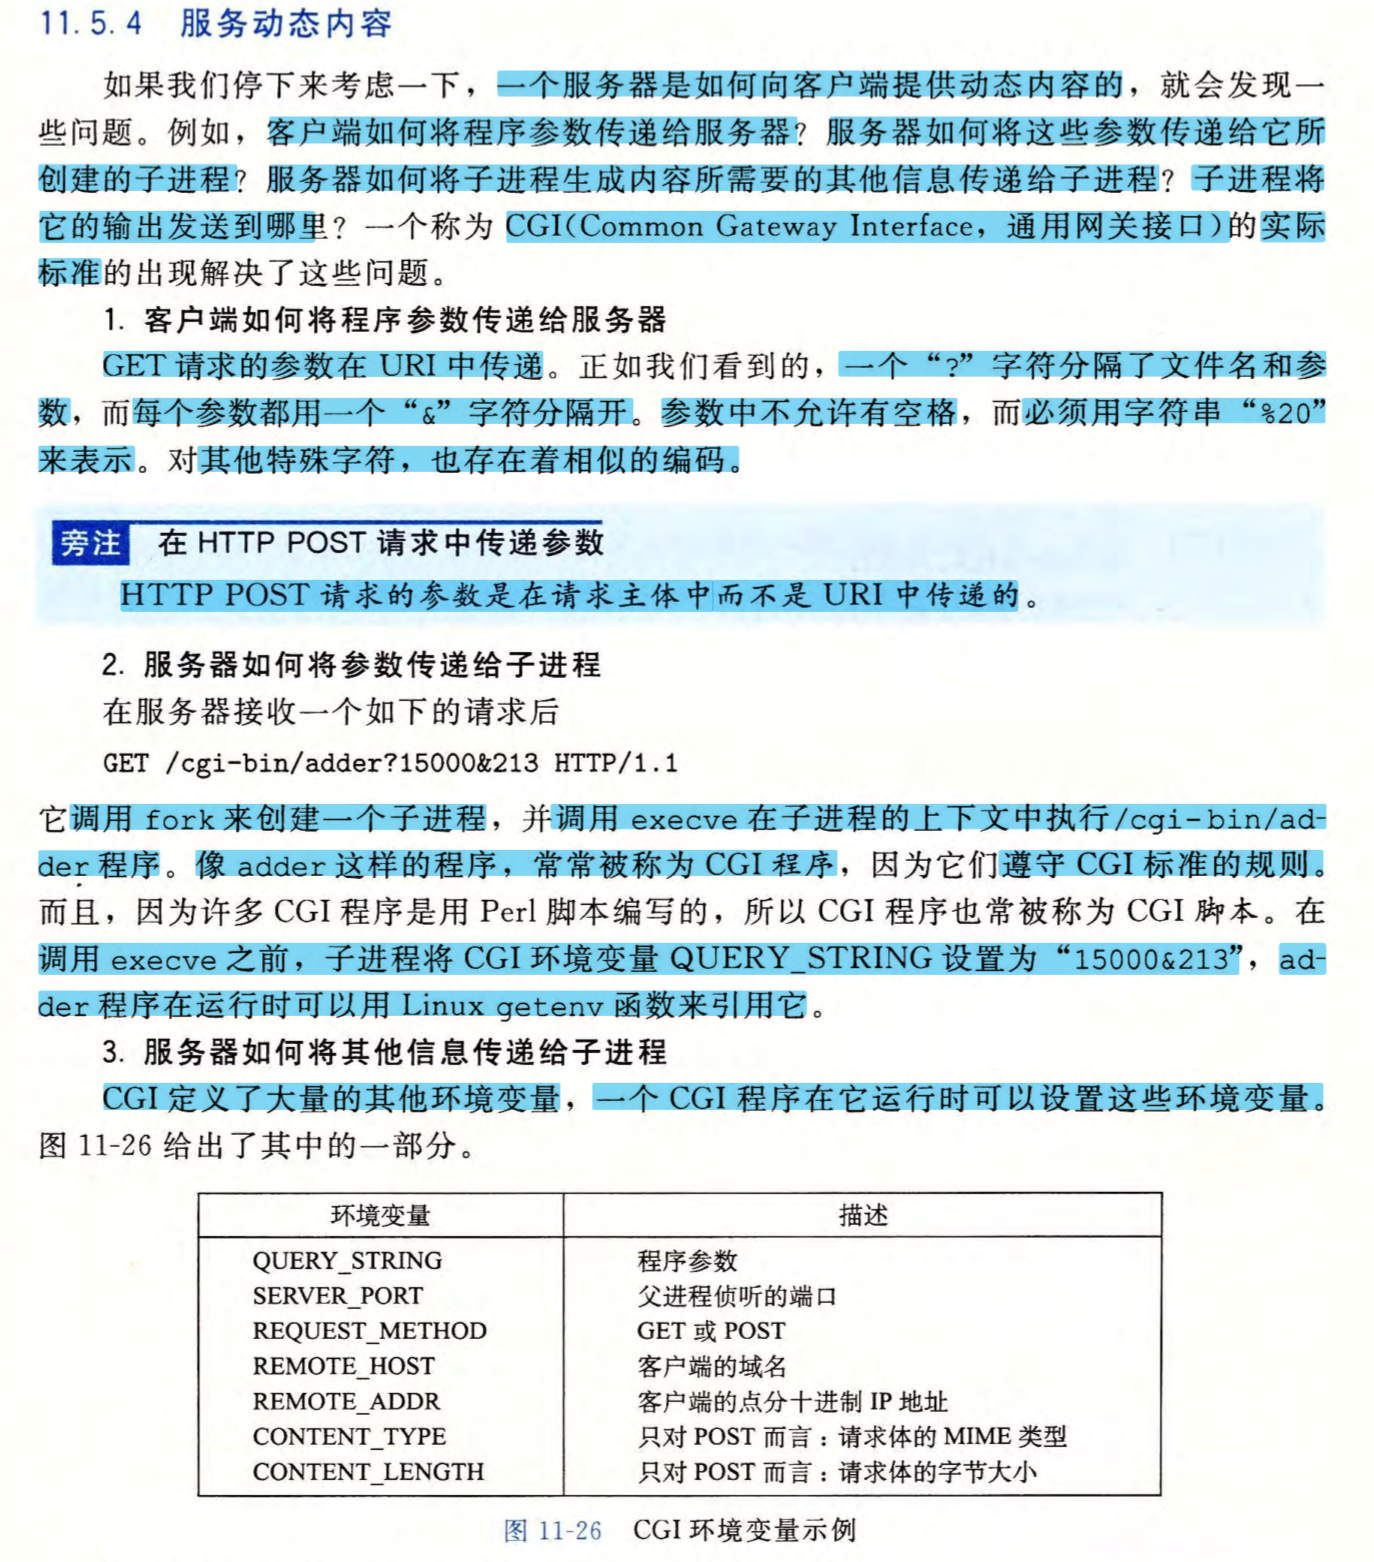 11.5.4 服务动态内容
如果我们停下来考虑一下，一个服务器是如何向客户端提供动态内容的，就会发现一
些问题。例如，客户端如何将程序参数传递给服务器？服务器如何将这些参数传递给它所
创建的子进程？服务器如何将子进程生成内容所需要的其他信息传递给子进程？子进程将
它的输出发送到哪里？一个称为 CGI(Common Gateway Interface，通用网关接口)的实际
标准的出现解决了这些问题。
1. 客户端如何将程序参数传递给服务器
GET 请求的参数在 URI 中传递。正如我们看到的，一个“?”字符分隔了文件名和参
数，而每个参数都用一个“&”字符分隔开。参数中不允许有空格，而必须用字符串“%20”
来表示。对其他特殊字符，也存在着相似的编码。
旁注 在 HTTP POST 请求中传递参数
HTTP POST 请求的参数是在请求主体中而不是 URI 中传递的。
2. 服务器如何将参数传递给子进程
在服务器接收一个如下的请求后
GET /cgi-bin/adder?15000&213 HTTP/1.1
它调用 fork 来创建一个子进程，并调用 execve 在子进程的上下文中执行/cgi-bin/ad-
der 程序。像 adder 这样的程序，常常被称为 CGI 程序，因为它们遵守 CGI 标准的规则。
而且，因为许多 CGI 程序是用 Perl 脚本编写的，所以 CGI 程序也常被称为 CGI 脚本。在
调用 execve 之前，子进程将 CGI 环境变量 QUERY_STRING 设置为“15000&213”，ad-
der 程序在运行时可以用 Linux getenv 函数来引用它。
3. 服务器如何将其他信息传递给子进程
CGI 定义了大量的其他环境变量，一个 CGI 程序在它运行时可以设置这些环境变量。
图 11-26 给出了其中的一部分。
环境变量 描述
QUERY_STRING 程序参数
SERVER_PORT 父进程侦听的端口
REQUEST_METHOD GET 或 POST
REMOTE_HOST 客户端的域名
REMOTE_ADDR 客户端的点分十进制 IP 地址
CONTENT_TYPE 只对 POST 而言：请求体的 MIME 类型
CONTENT_LENGTH 只对 POST 而言：请求体的字节大小
图 11-26 CGI 环境变量示例